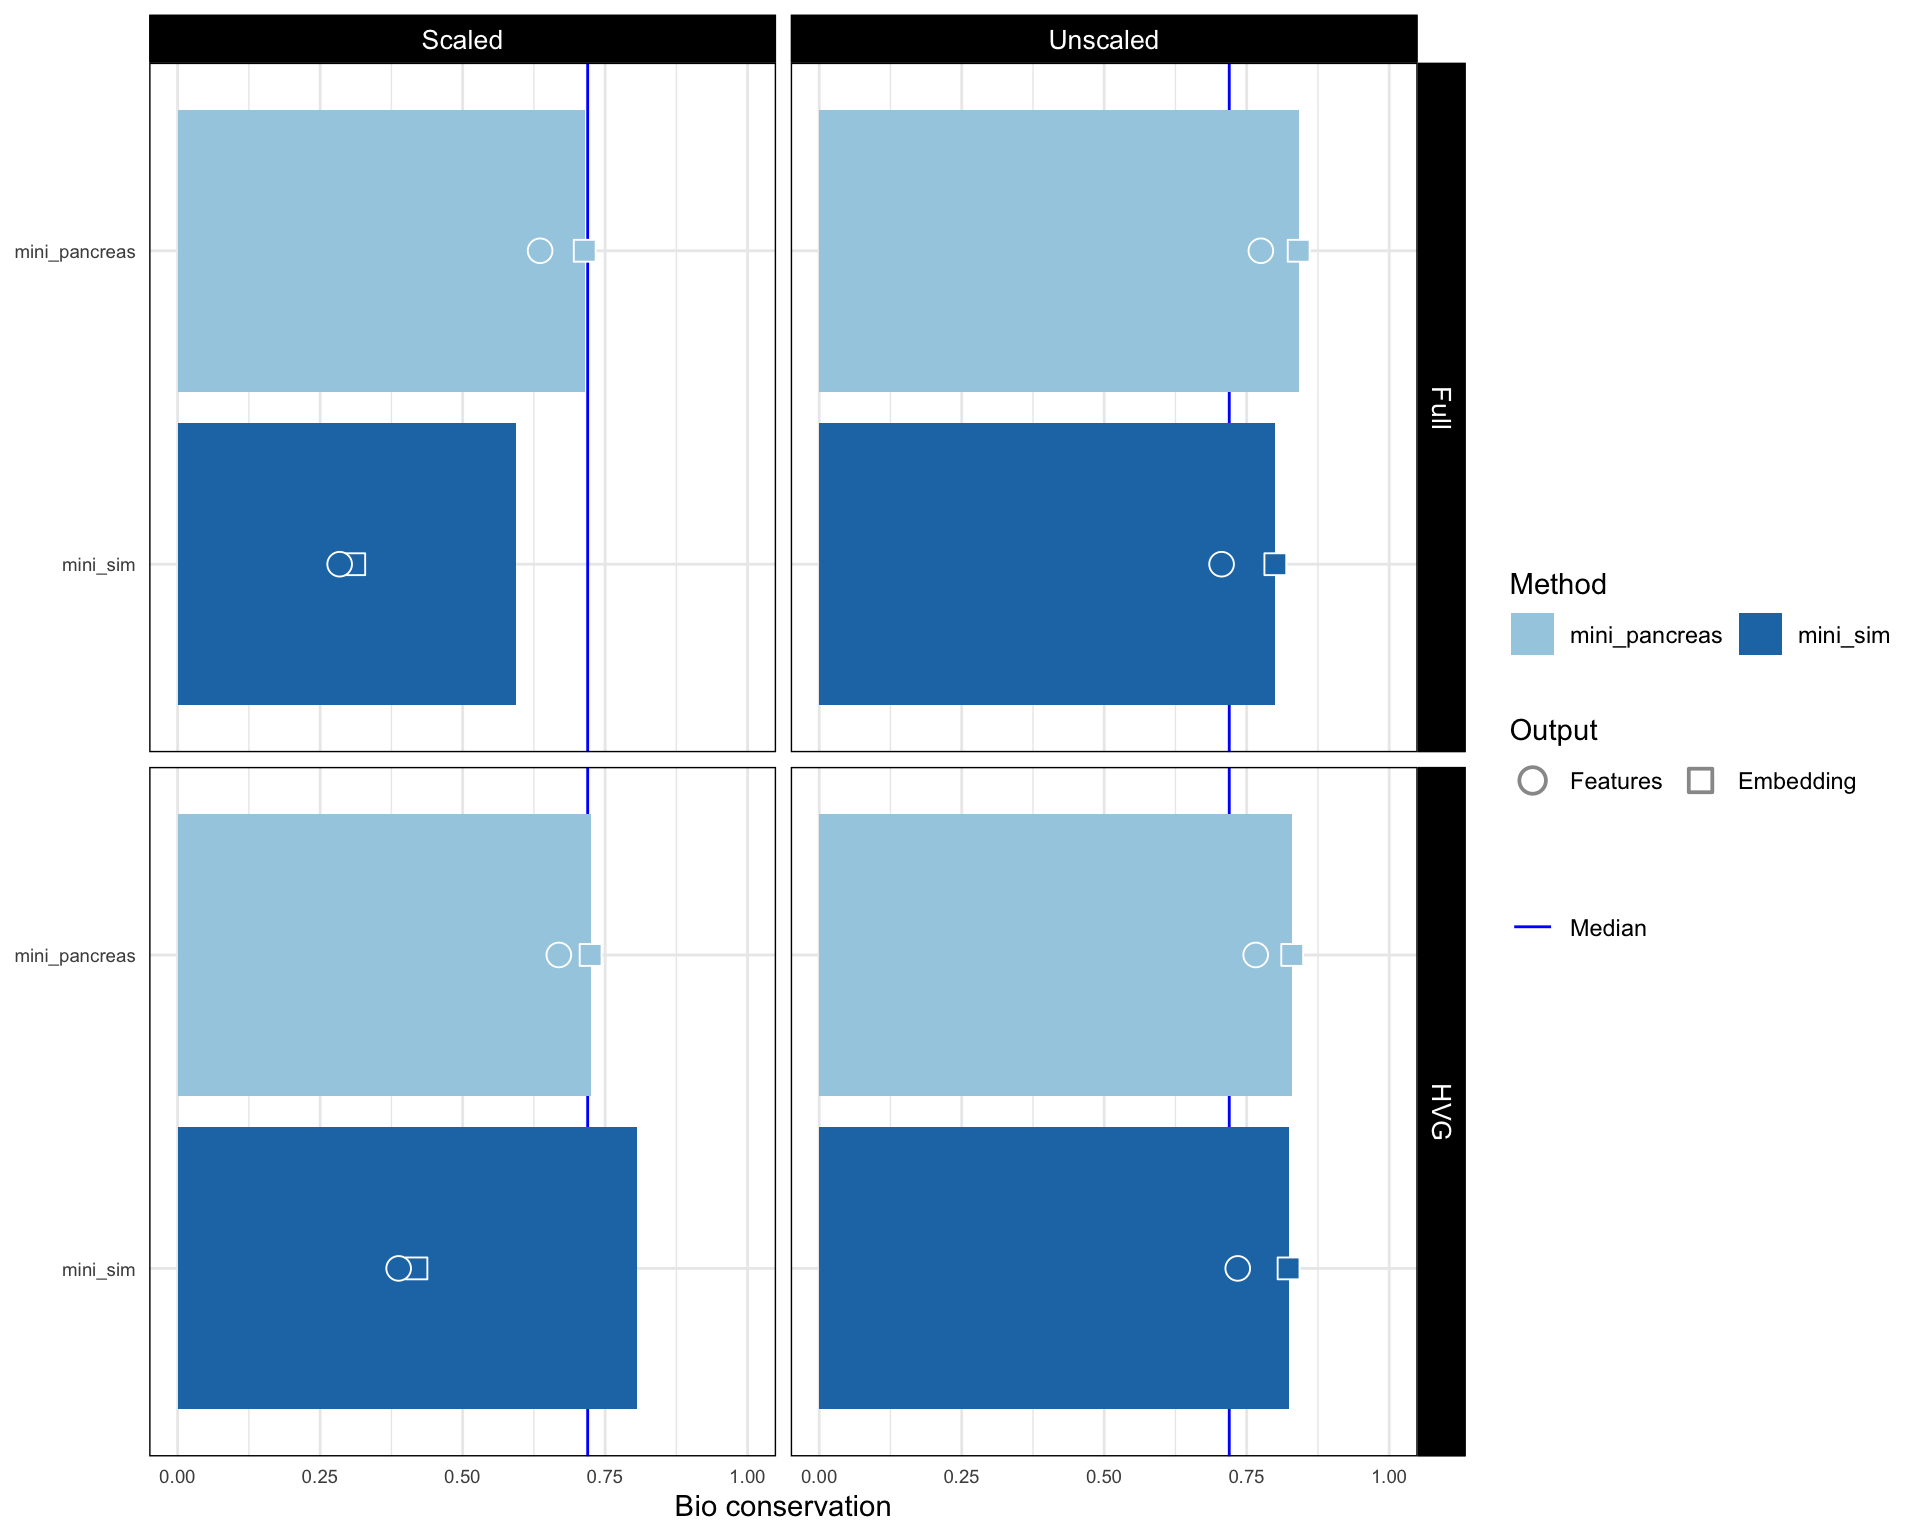 Scaled
Unscaled
Full
mini_pancreas
mini_sim
HVG
mini_pancreas
mini_sim
0.00 0.25 0.50 0.75 1.00
0.00 0.25 0.50 0.75 1.00
Bio conservation
Method
mini_pancreas mini_sim
Output
Features Embedding
Median